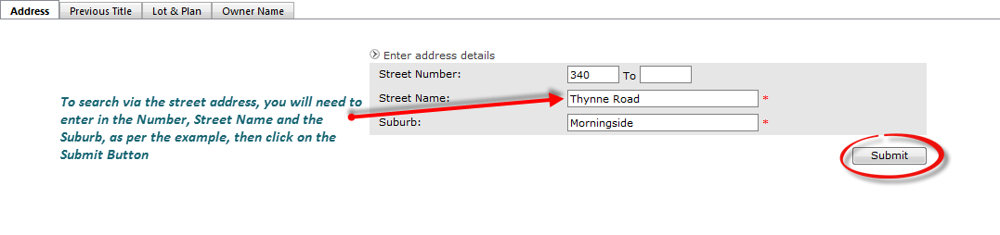 Address Previous Title Lot & Plan Owner Name
Enter address details
Street Number: 340 To
Street Name: Thynne Road *
Suburb: Morningside *
To search via the street address, you will need to
enter in the Number, Street Name and the
Suburb, as per the example, then click on the
Submit Button
Submit